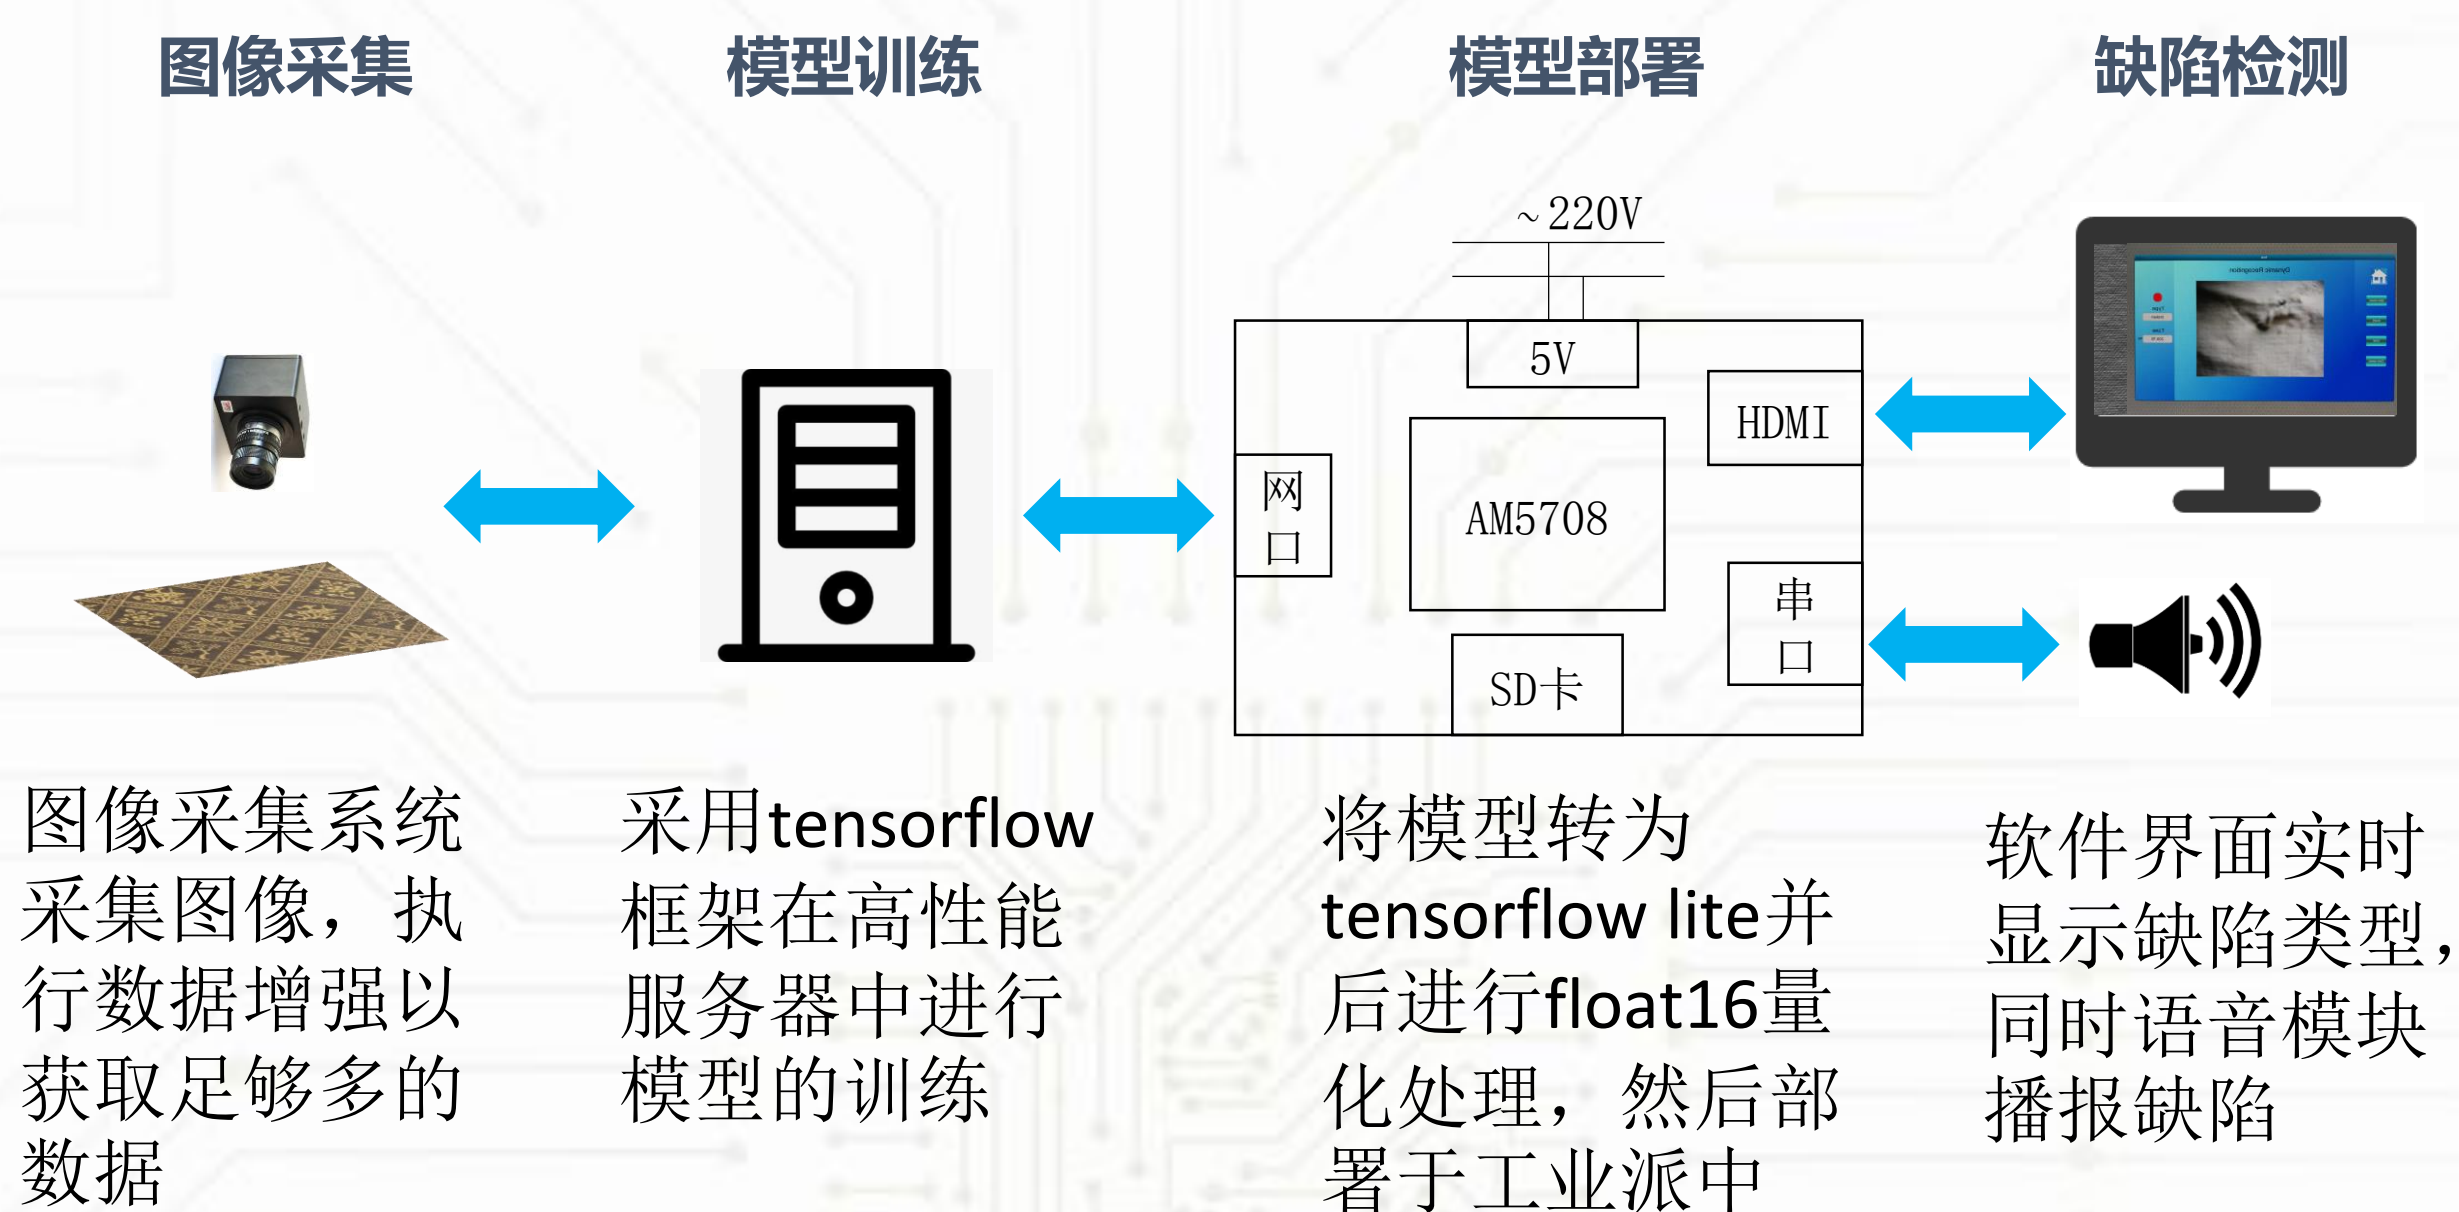 图像采集
模型训练
模型部署
缺陷检测
~220V
5V
HDMI
网
口
AM5708
串
口
SD卡
Dynamic Recognition
图像采集系统
采集图像，执
行数据增强以
获取足够多的
数据
采用tensorflow
框架在高性能
服务器中进行
模型的训练
将模型转为
tensorflow lite并
后进行float16量
化处理，然后部
署于工业派中
软件界面实时
显示缺陷类型，
同时语音模块
播报缺陷